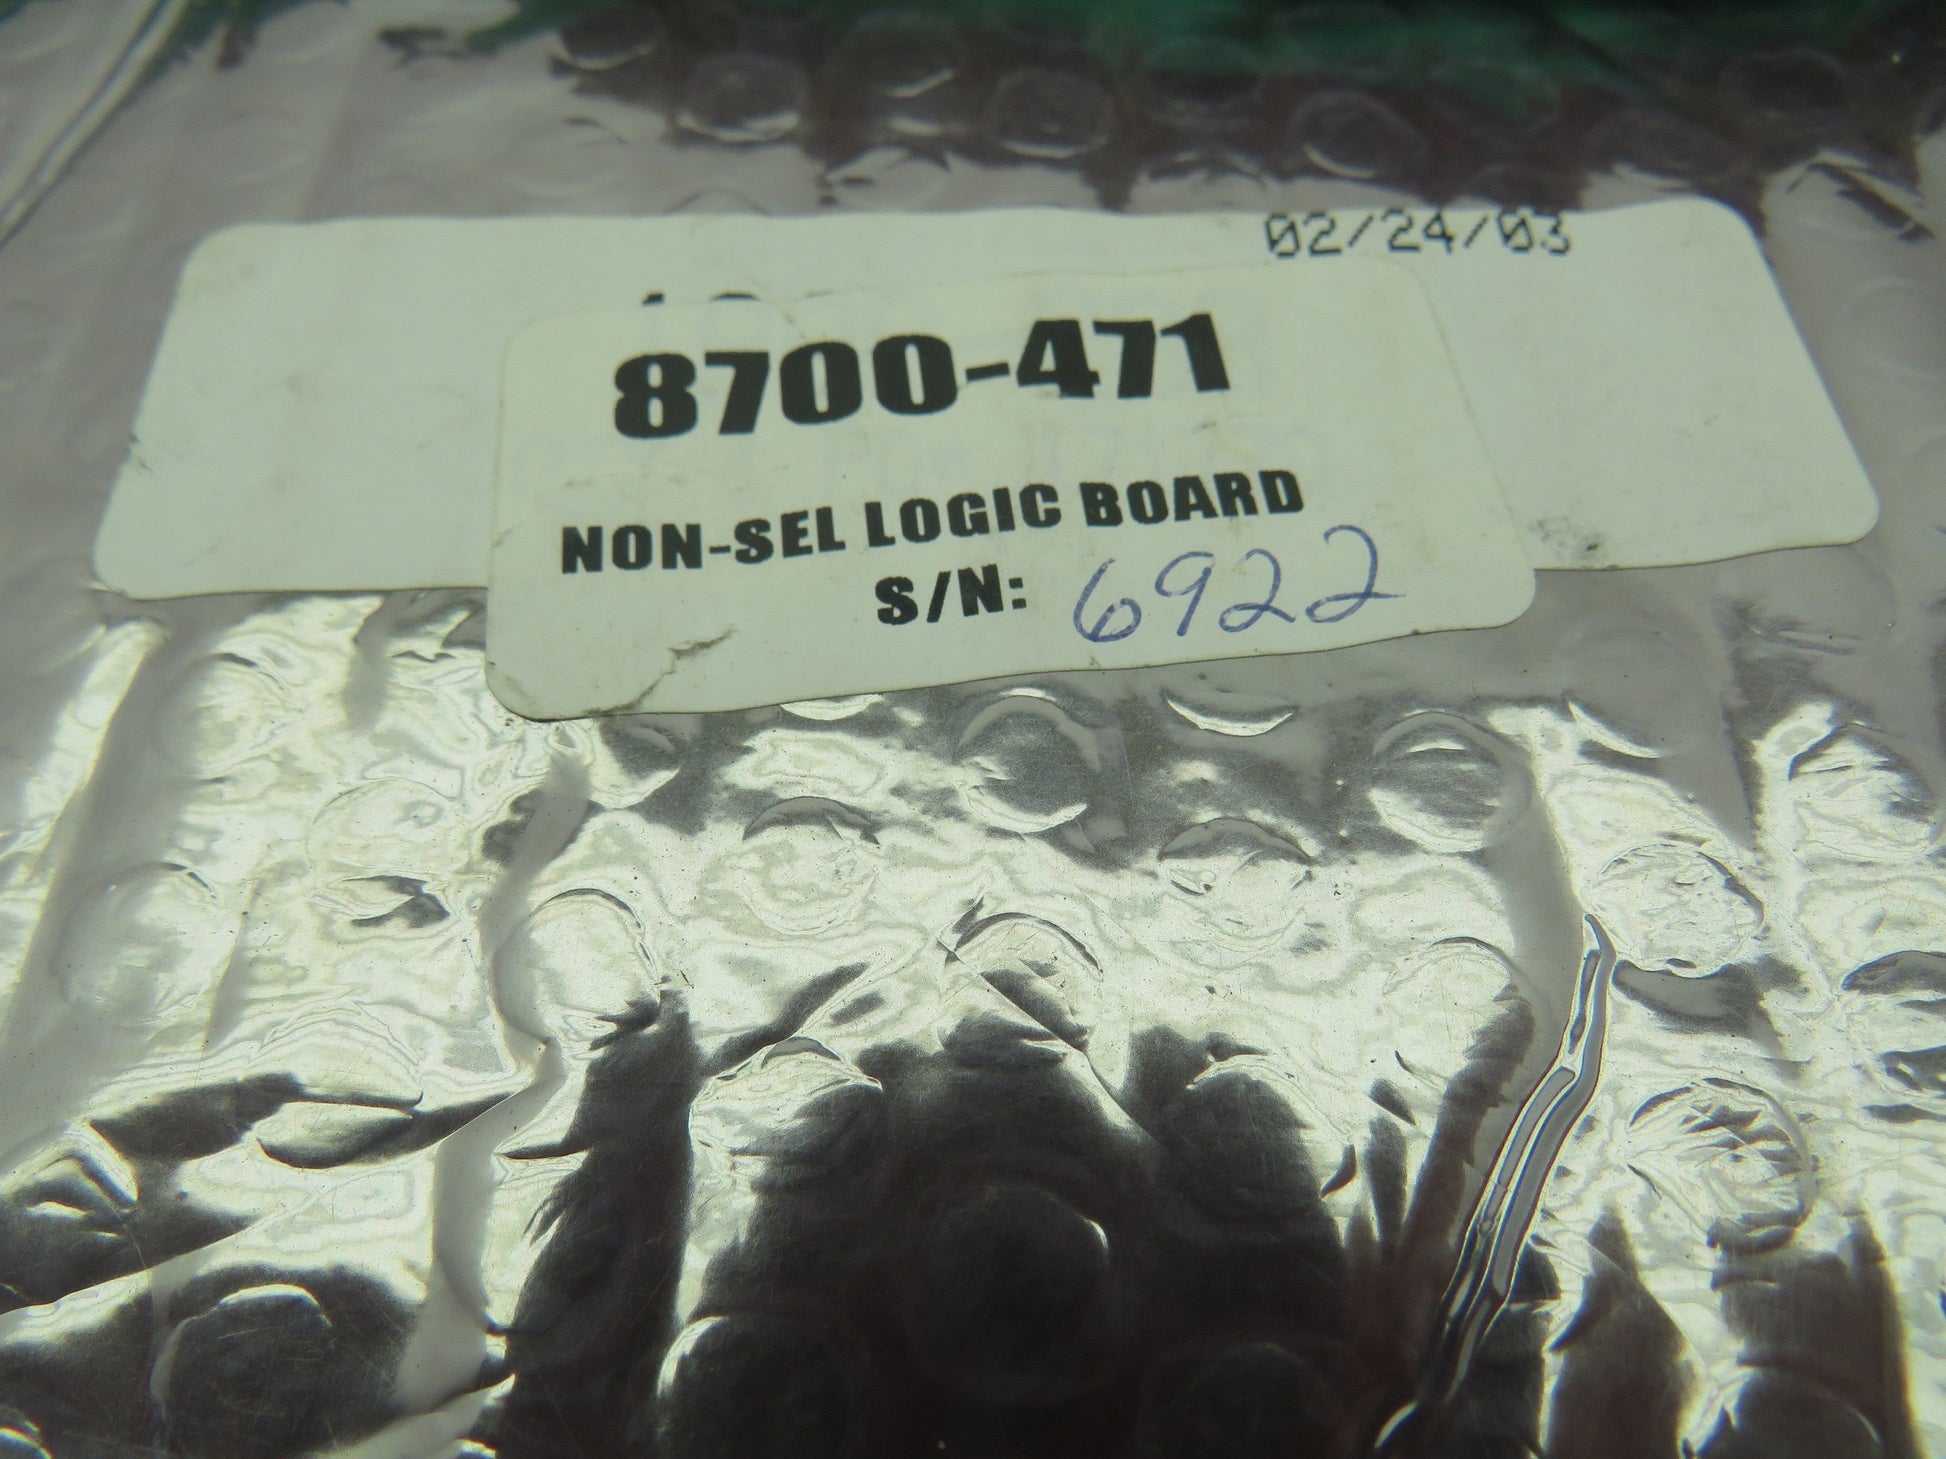 02/24/03
8700-471
NON-SEL LOGIC BOARD
S/N: 6922